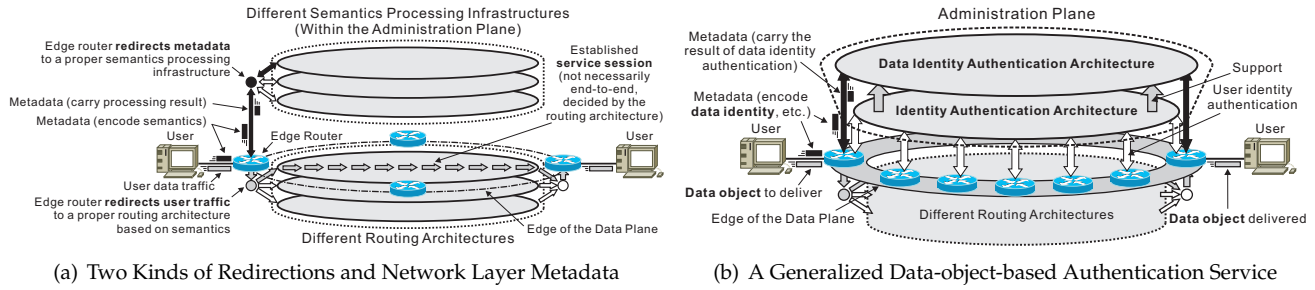 Different Semantics Processing Infrastructures
(Within the Administration Plane)
Edge router redirects metadata
to a proper semantics processing
infrastructure
Established
service session
(not necessarily
end-to-end,
decided by the
routing architecture)
Metadata (carry processing result)
Metadata (encode semantics)
User
Edge Router
User
User data traffic
Edge router redirects user traffic
to a proper routing architecture
based on semantics
Edge of the Data Plane
Different Routing Architectures
(a) Two Kinds of Redirections and Network Layer Metadata
Administration Plane
Metadata (carry the
result of data identity
authentication)
Data Identity Authentication Architecture
Support
Metadata (encode
data identity, etc.)
Identity Authentication Architecture
User identity
authentication
User
User
Data object to deliver
Edge of the Data Plane
Different Routing Architectures
Data object delivered
(b) A Generalized Data-object-based Authentication Service